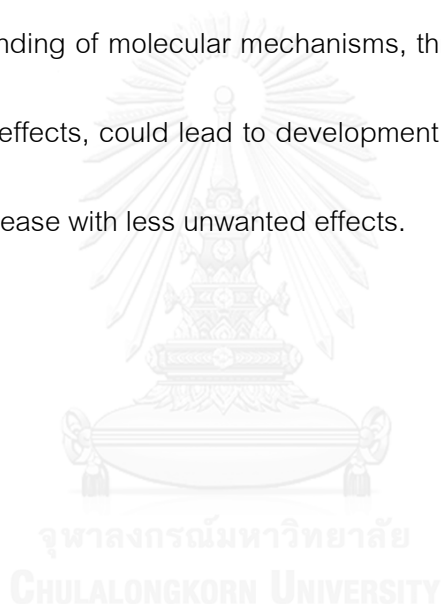 nding of molecular mechanisms, th
effects, could lead to development
ease with less unwanted effects.
จุฬาลงกรณ์มหาวิทยาลัย
CHULALONGKORN UNIVERSITY